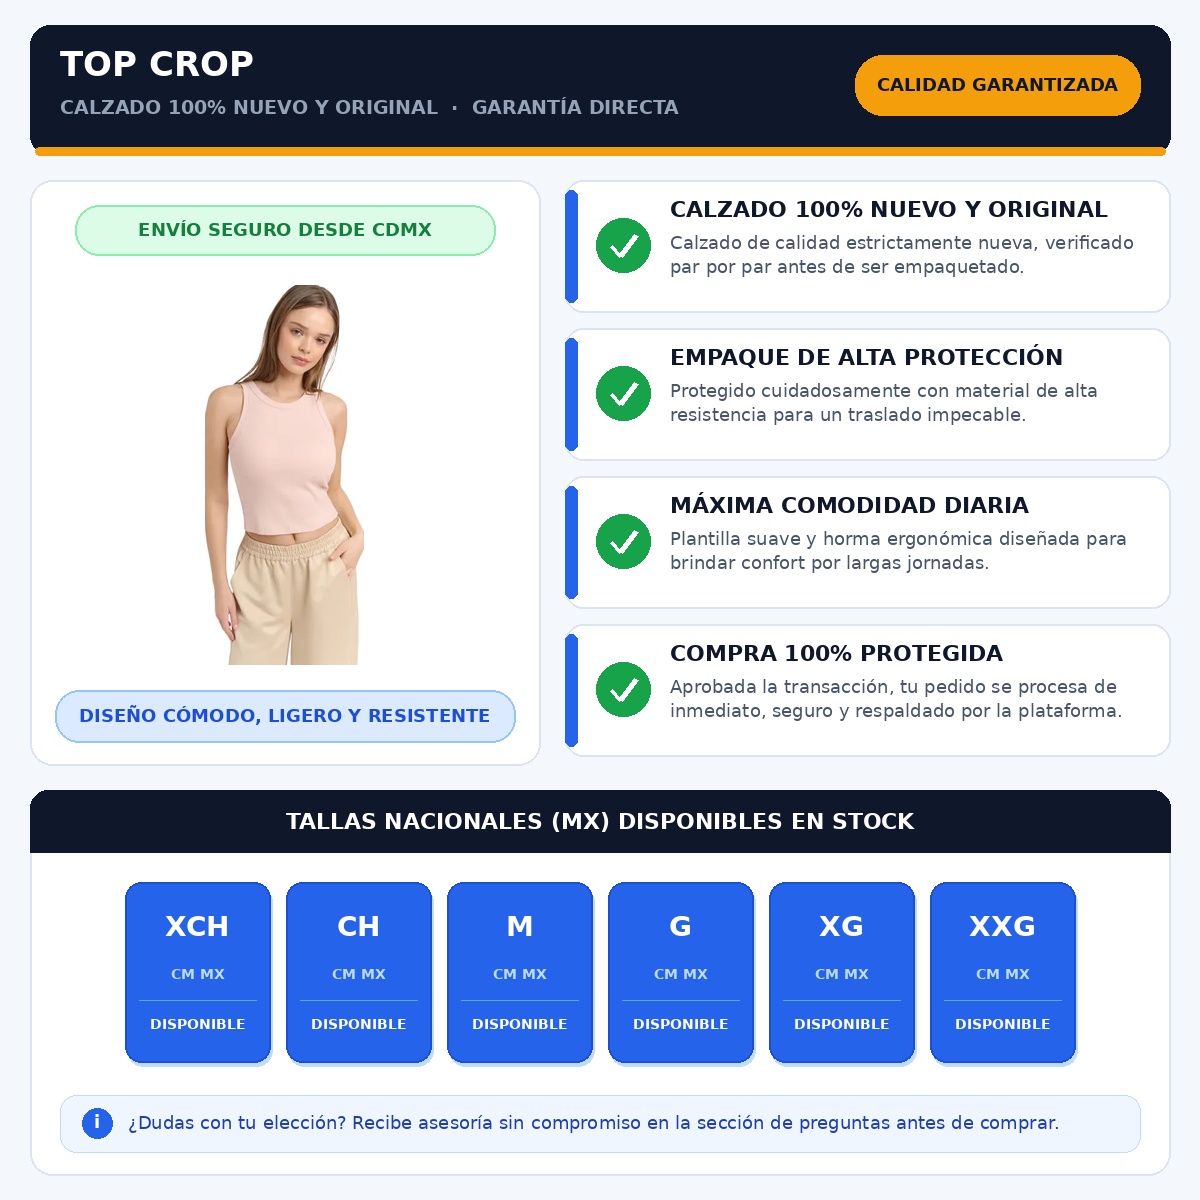 TOP CROP
CALZADO 100% NUEVO Y ORIGINAL · GARANTÍA DIRECTA
CALIDAD GARANTIZADA
ENVÍO SEGURO DESDE CDMX
DISEÑO CÓMODO, LIGERO Y RESISTENTE
CALZADO 100% NUEVO Y ORIGINAL
Calzado de calidad estrictamente nueva, verificado
par por par antes de ser empaquetado.
EMPAQUE DE ALTA PROTECCIÓN
Protegido cuidadosamente con material de alta
resistencia para un traslado impecable.
MÁXIMA COMODIDAD DIARIA
Plantilla suave y horma ergonómica diseñada para
brindar confort por largas jornadas.
COMPRA 100% PROTEGIDA
Aprobada la transacción, tu pedido se procesa de
inmediato, seguro y respaldado por la plataforma.
TALLAS NACIONALES (MX) DISPONIBLES EN STOCK
XCH
CM MX
DISPONIBLE
CH
CM MX
DISPONIBLE
M
CM MX
DISPONIBLE
G
CM MX
DISPONIBLE
XG
CM MX
DISPONIBLE
XXG
CM MX
DISPONIBLE
i ¿Dudas con tu elección? Recibe asesoría sin compromiso en la sección de preguntas antes de comprar.